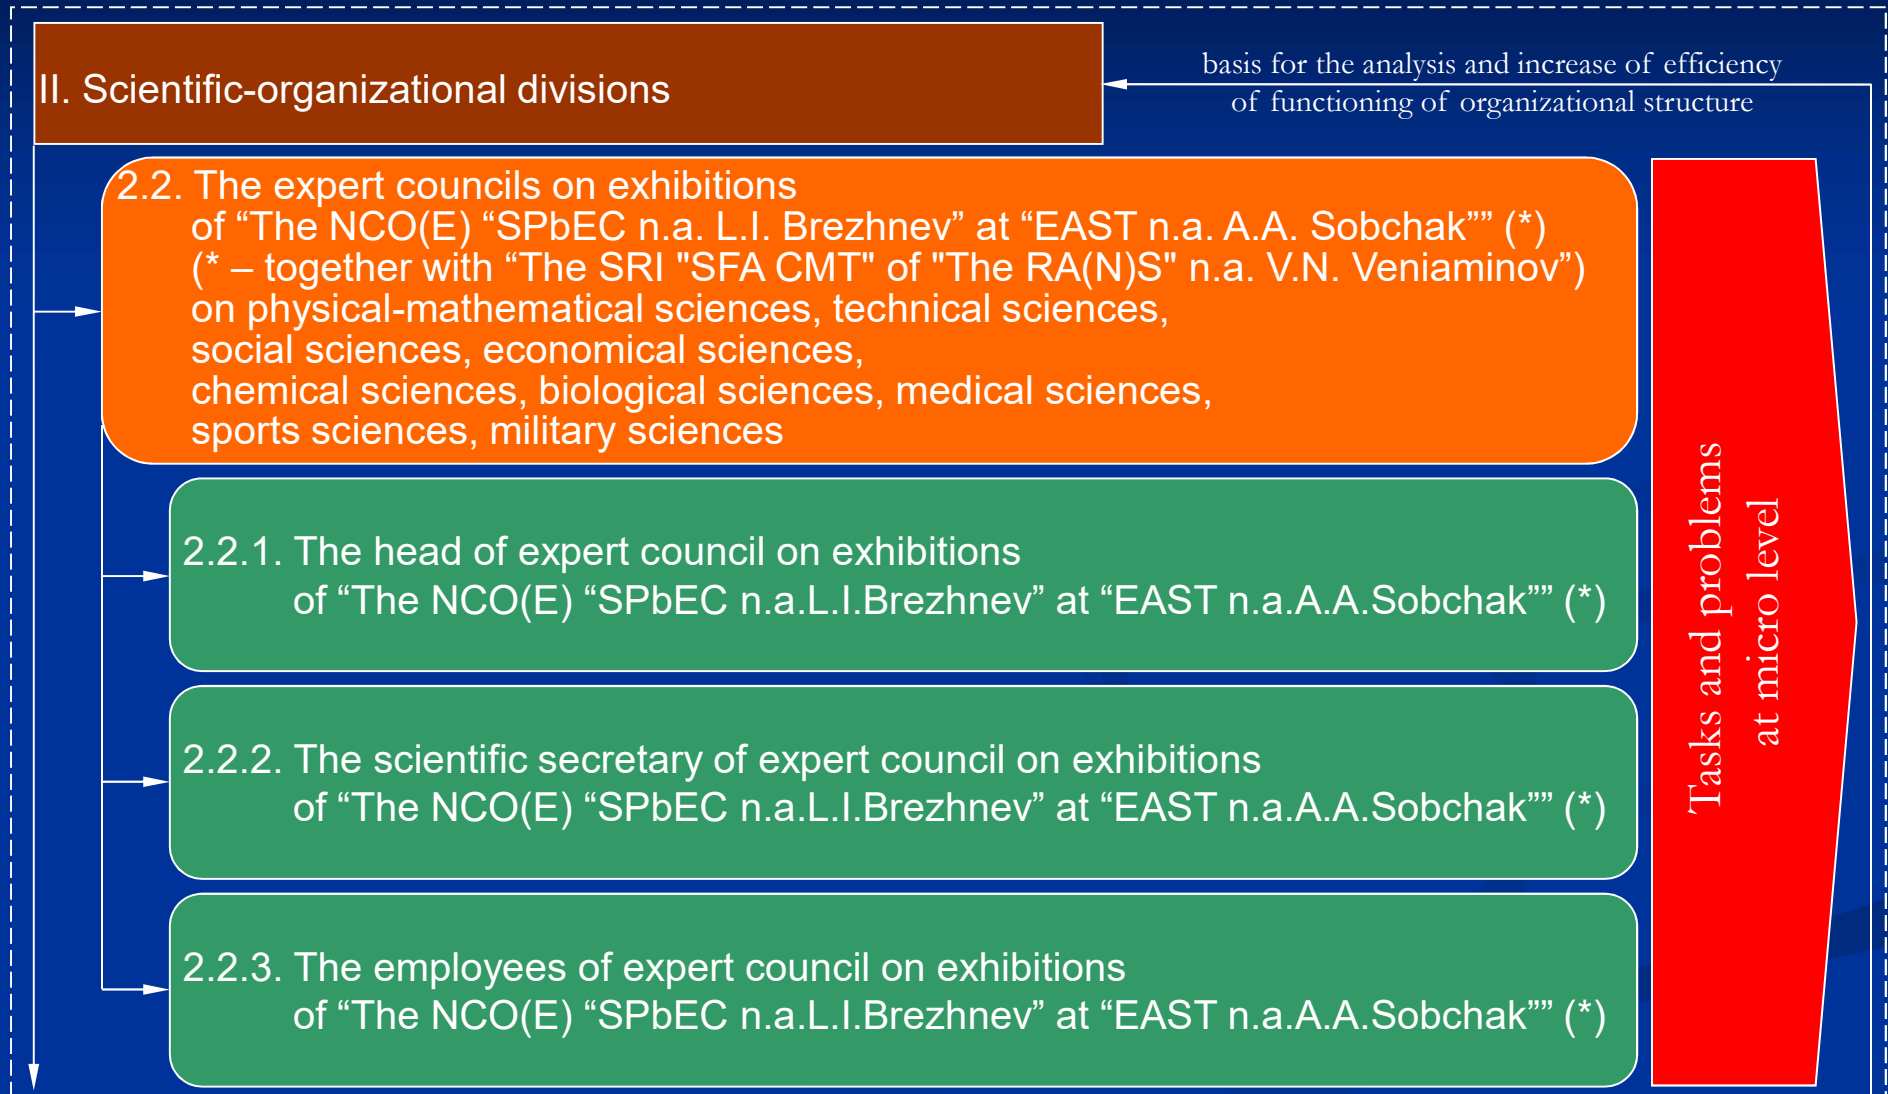 II. Scientific-organizational divisions
basis for the analysis and increase of efficiency
of functioning of organizational structure
2.2. The expert councils on exhibitions
of “The NCO(E) “SPbEC n.a. L.I. Brezhnev” at “EAST n.a. A.A. Sobchak”” (*)
(* – together with “The SRI "SFA CMT" of "The RA(N)S" n.a. V.N. Veniaminov”)
on physical-mathematical sciences, technical sciences,
social sciences, economical sciences,
chemical sciences, biological sciences, medical sciences,
sports sciences, military sciences
2.2.1. The head of expert council on exhibitions
of “The NCO(E) “SPbEC n.a.L.I.Brezhnev” at “EAST n.a.A.A.Sobchak”” (*)
2.2.2. The scientific secretary of expert council on exhibitions
of “The NCO(E) “SPbEC n.a.L.I.Brezhnev” at “EAST n.a.A.A.Sobchak”” (*)
2.2.3. The employees of expert council on exhibitions
of “The NCO(E) “SPbEC n.a.L.I.Brezhnev” at “EAST n.a.A.A.Sobchak”” (*)
Tasks and problems
at micro level